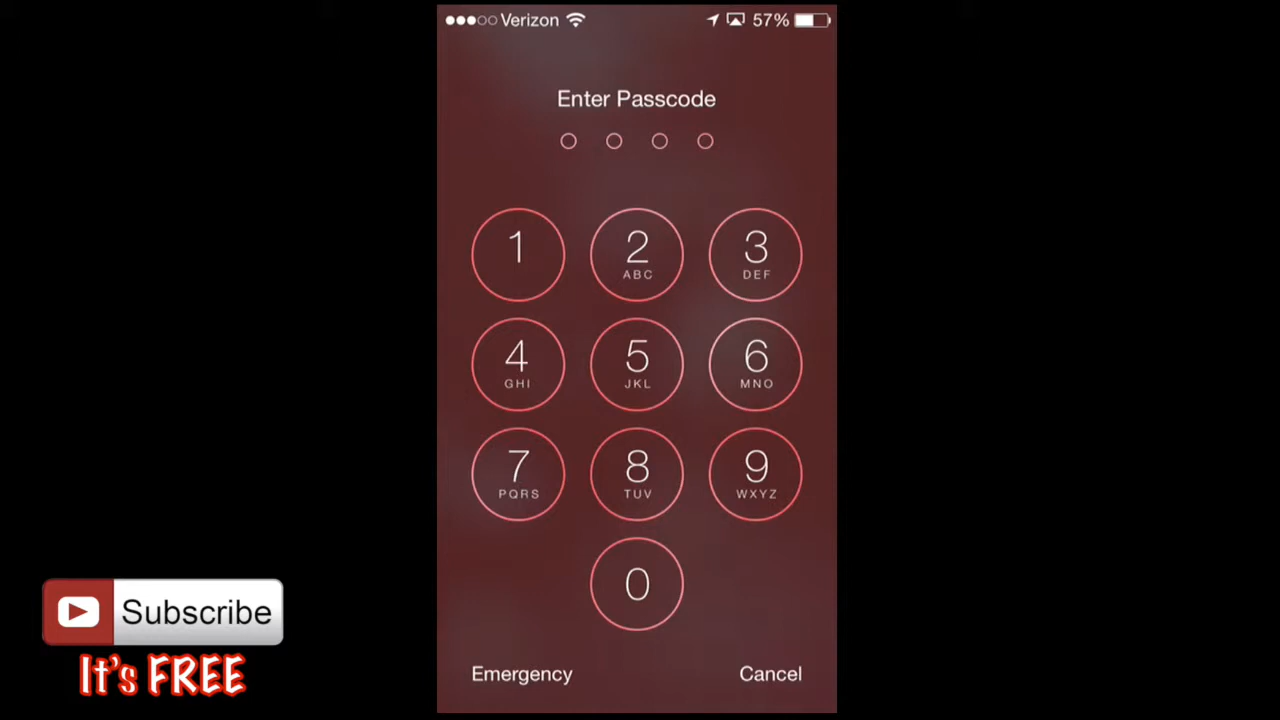 Verizon 57%
Enter Passcode
1 2 3
ABC DEF
4 5 6
GHI JKL MNO
7 8 9
PQRS TUV WXYZ
0
Subscribe
It's FREE
Emergency Cancel